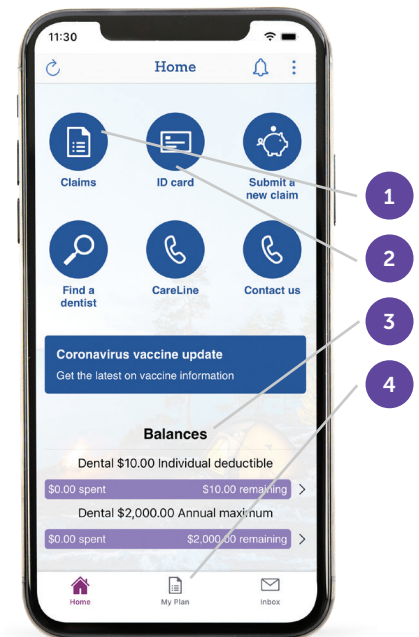 11:30
Home
Claims
ID card
Submit a
new claim
1
2
Find a
dentist
CareLine
Contact us
3
Coronavirus vaccine update
Get the latest on vaccine information
4
Balances
Dental $10.00 Individual deductible
$0.00 spent $10.00 remaining
Dental $2,000.00 Annual maximum
$0.00 spent $2,000.00 remaining
Home
My Plan
Inbox